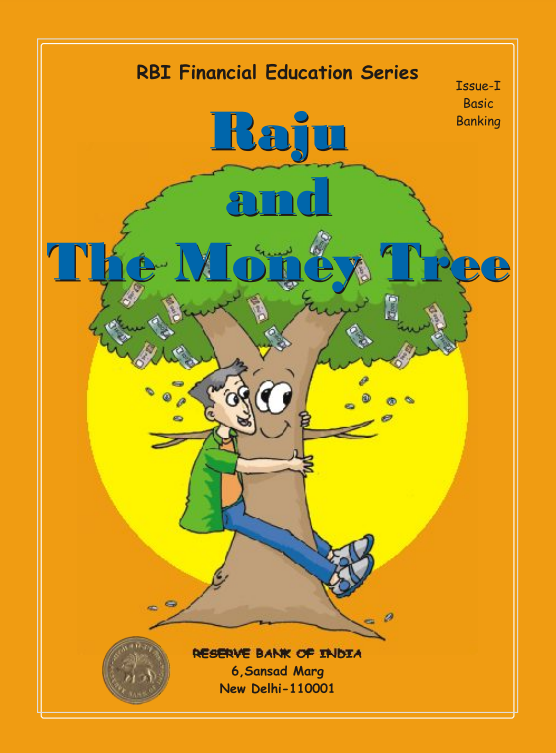 RBI Financial Education Series
Issue-I
Basic
Banking
Raju
and
The Money Tree
RESERVE BANK OF INDIA
6,Sansad Marg
New Delhi-110001